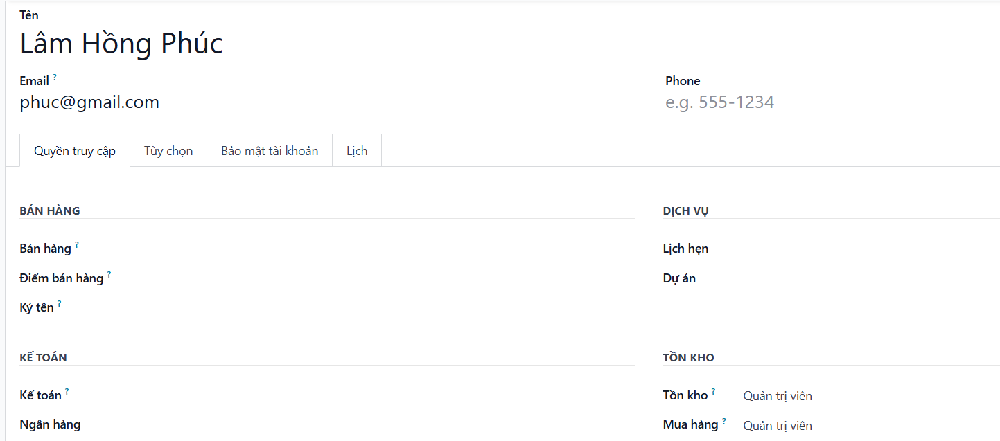 Tên
Lâm Hồng Phúc
Email ? Phone
phuc@gmail.com e.g. 555-1234
Quyền truy cập Tùy chọn Bảo mật tài khoản Lịch
BÁN HÀNG DỊCH VỤ
Bán hàng ? Lịch hẹn
Điểm bán hàng ? Dự án
Ký tên ?
KẾ TOÁN TỒN KHO
Kế toán ? Tồn kho ? Quản trị viên
Ngân hàng Mua hàng ? Quản trị viên